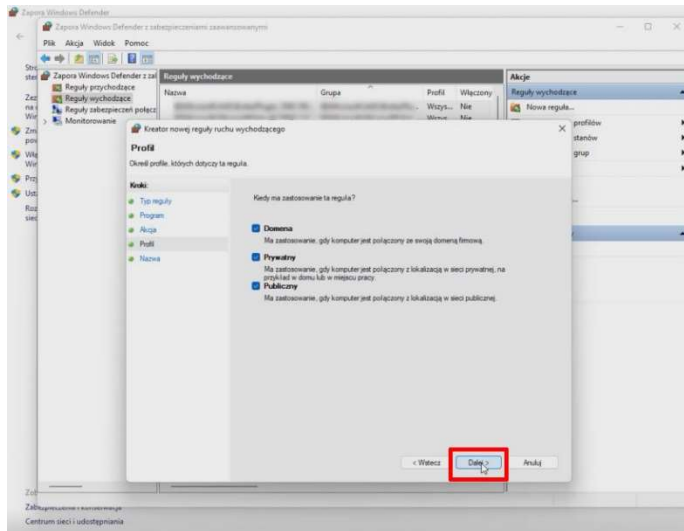 Zapora Windows Defender
Zapora Windows Defender z zabezpieczeniami zaawansowanymi
Plik Akcja Widok Pomoc
Zapora Windows Defender z zal
Reguły przychodzące
Reguły wychodzące
Reguły zabezpieczeń połącz
Monitorowanie
Reguły wychodzące
Nazwa Grupa Profil Włączony
Wszys... Nie
Wszys... Nie
Akcje
Reguły wychodzące
Nowa reguła...
profilów
stanów
grup
Kreator nowej reguły ruchu wychodzącego
Profil
Określ profile, których dotyczy ta reguła.
Kroki:
Typ reguły
Program
Akcja
Profil
Nazwa
Kiedy ma zastosowanie ta reguła?
Domena
Ma zastosowanie, gdy komputer jest połączony ze swoją domeną firmową.
Prywatny
Ma zastosowanie, gdy komputer jest połączony z lokalizacją w sieci prywatnej, na
przykład w domu lub w miejscu pracy.
Publiczny
Ma zastosowanie, gdy komputer jest połączony z lokalizacją w sieci publicznej.
< Wstecz Dalej > Anuluj
Zabezpieczenia i konserwacja
Centrum sieci i udostępniania